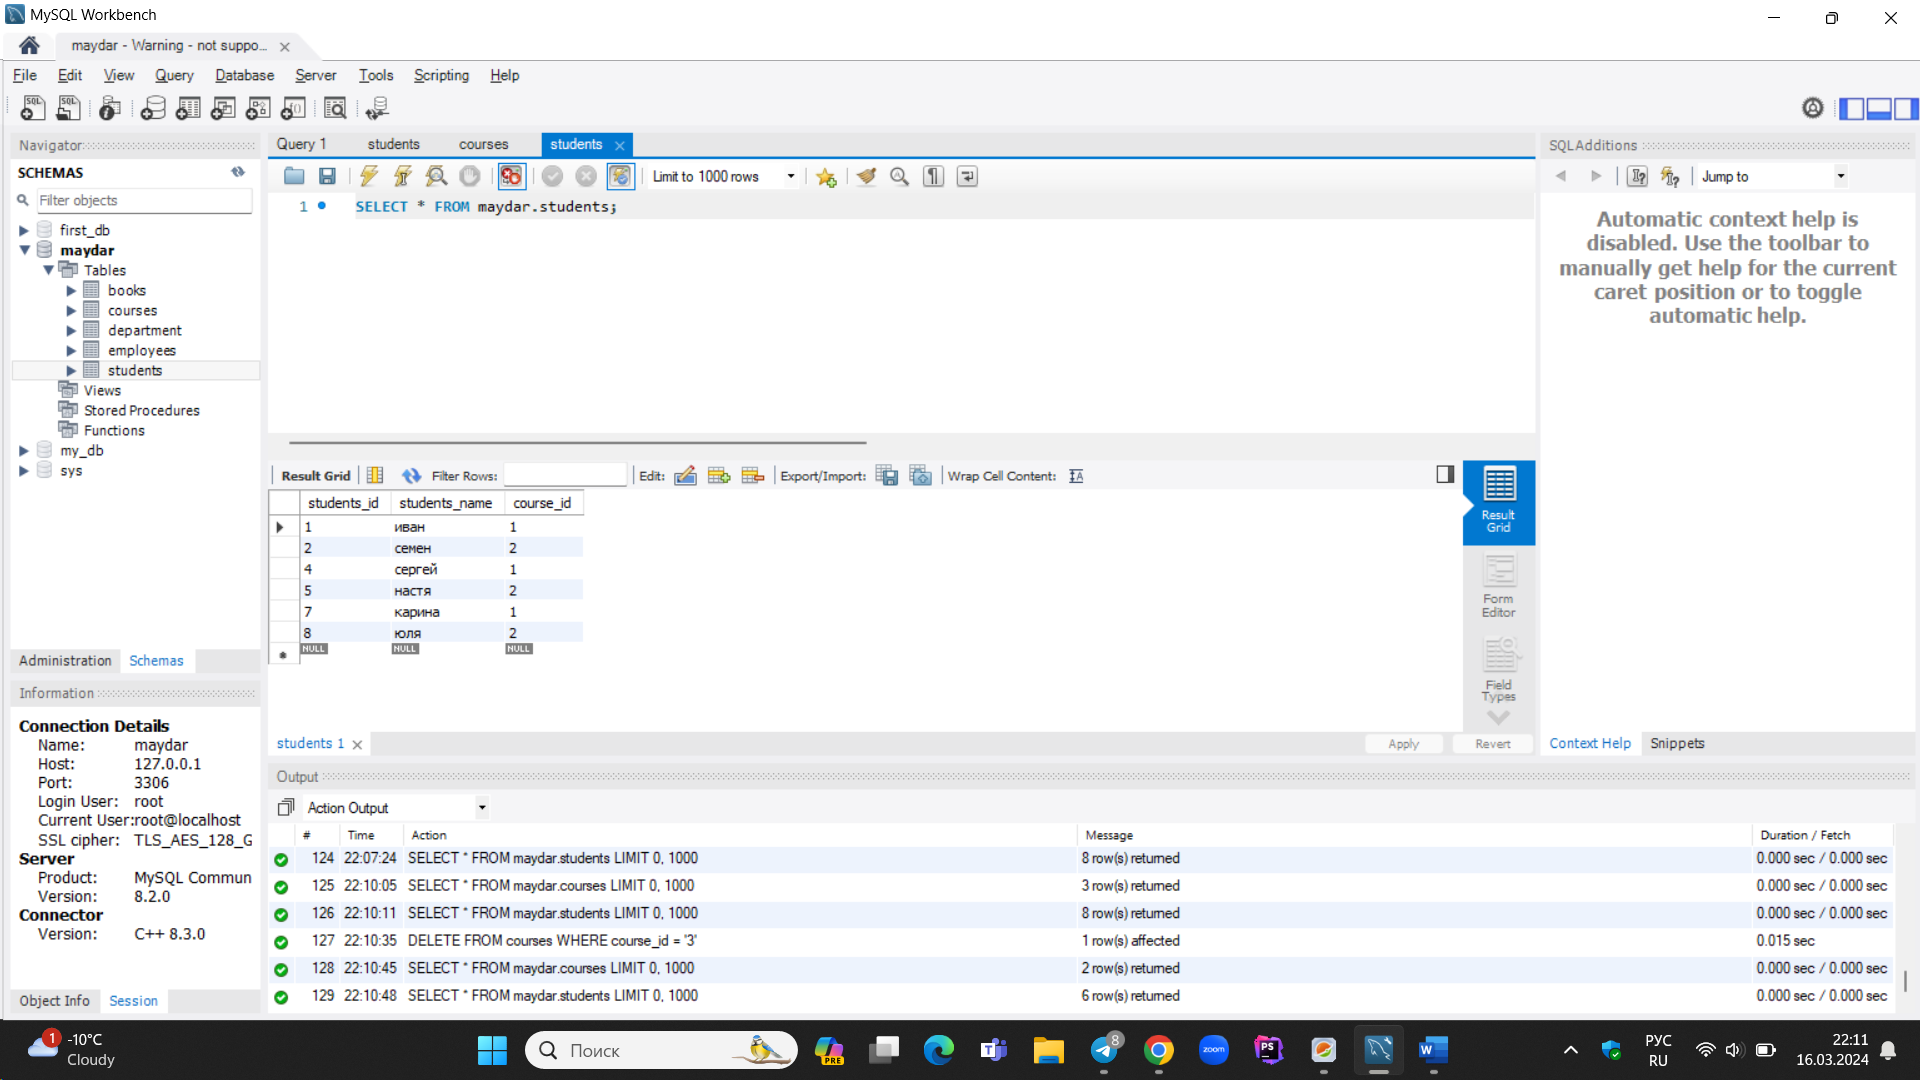 MySQL Workbench
maydar - Warning - not suppo...
File Edit View Query Database Server Tools Scripting Help
Navigator
SCHEMAS
Filter objects
first_db
maydar
Tables
books
courses
department
employees
students
Views
Stored Procedures
Functions
my_db
sys
Administration Schemas
Information
Connection Details
Name: maydar
Host: 127.0.0.1
Port: 3306
Login User: root
Current User: root@localhost
SSL cipher: TLS_AES_128_G
Server
Product: MySQL Commun
Version: 8.2.0
Connector
Version: C++ 8.3.0
Object Info Session
Query 1 students courses students
Limit to 1000 rows
1 SELECT * FROM maydar.students;
Result Grid Filter Rows: Edit: Export/Import: Wrap Cell Content:
students_id students_name course_id
1 иван 1
2 семен 2
4 сергей 1
5 настя 2
7 карина 1
8 юля 2
NULL NULL NULL
Result Grid
Form Editor
Field Types
students 1
Apply Revert
SQLAdditions
Jump to
Automatic context help is
disabled. Use the toolbar to
manually get help for the current
caret position or to toggle
automatic help.
Context Help Snippets
Output
Action Output
# Time Action Message Duration / Fetch
124 22:07:24 SELECT * FROM maydar.students LIMIT 0, 1000 8 row(s) returned 0.000 sec / 0.000 sec
125 22:10:05 SELECT * FROM maydar.courses LIMIT 0, 1000 3 row(s) returned 0.000 sec / 0.000 sec
126 22:10:11 SELECT * FROM maydar.students LIMIT 0, 1000 8 row(s) returned 0.000 sec / 0.000 sec
127 22:10:35 DELETE FROM courses WHERE course_id = '3' 1 row(s) affected 0.015 sec
128 22:10:45 SELECT * FROM maydar.courses LIMIT 0, 1000 2 row(s) returned 0.000 sec / 0.000 sec
129 22:10:48 SELECT * FROM maydar.students LIMIT 0, 1000 6 row(s) returned 0.000 sec / 0.000 sec
1
-10°C
Cloudy
Поиск
PRE
8
zoom
PS
W
РУС
RU
22:11
16.03.2024